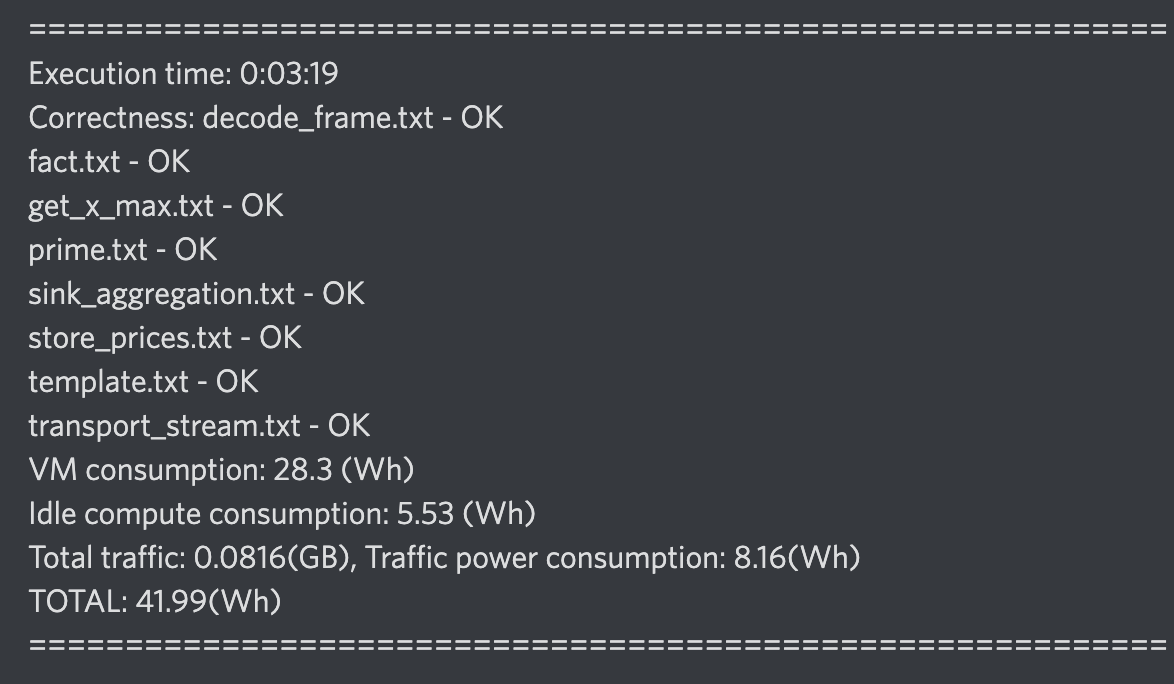 ===========================================================
Execution time: 0:03:19
Correctness: decode_frame.txt - OK
fact.txt - OK
get_x_max.txt - OK
prime.txt - OK
sink_aggregation.txt - OK
store_prices.txt - OK
template.txt - OK
transport_stream.txt - OK
VM consumption: 28.3 (Wh)
Idle compute consumption: 5.53 (Wh)
Total traffic: 0.0816(GB), Traffic power consumption: 8.16(Wh)
TOTAL: 41.99(Wh)
===========================================================